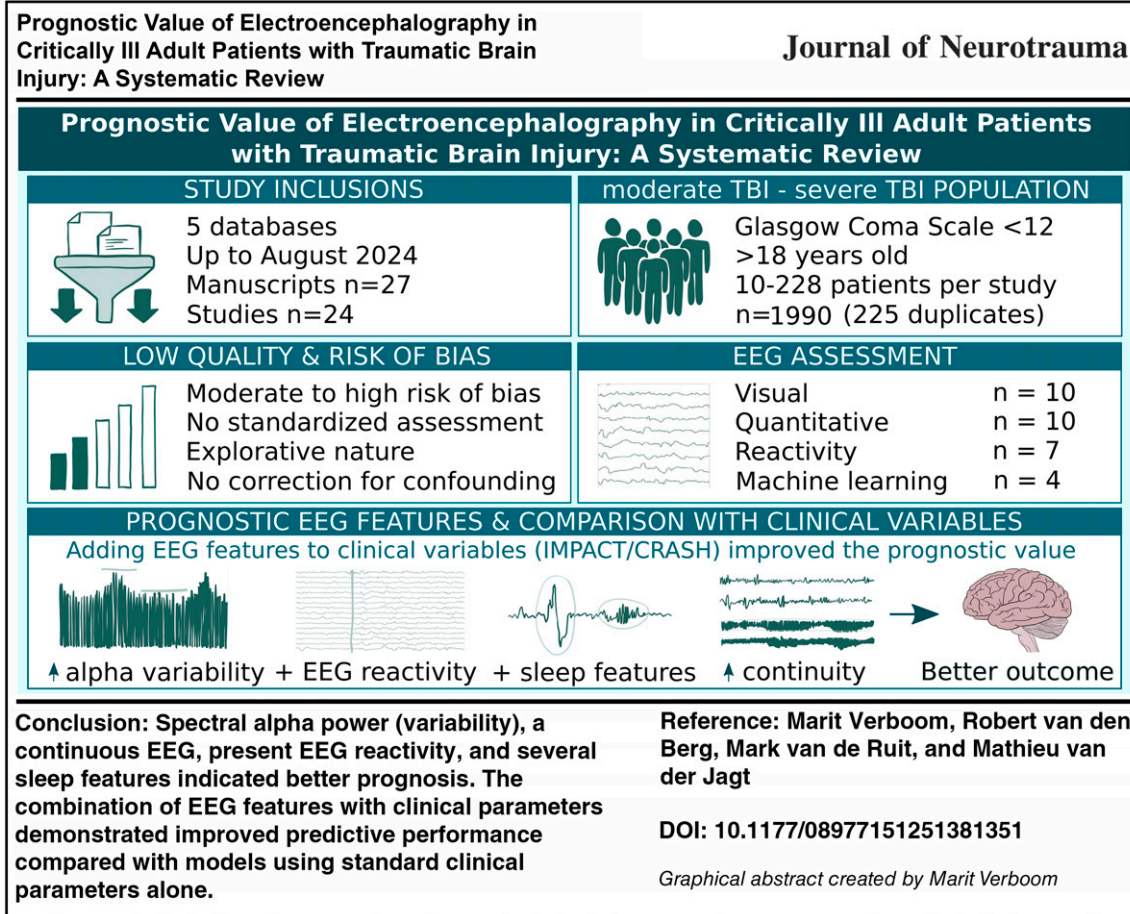 Prognostic Value of Electroencephalography in
Critically Ill Adult Patients with Traumatic Brain
Injury: A Systematic Review
Journal of Neurotrauma
Prognostic Value of Electroencephalography in Critically Ill Adult Patients
with Traumatic Brain Injury: A Systematic Review
STUDY INCLUSIONS
5 databases
Up to August 2024
Manuscripts n=27
Studies n=24
moderate TBI - severe TBI POPULATION
Glasgow Coma Scale <12
>18 years old
10-228 patients per study
n=1990 (225 duplicates)
LOW QUALITY & RISK OF BIAS
Moderate to high risk of bias
No standardized assessment
Explorative nature
No correction for confounding
EEG ASSESSMENT
Visual n = 10
Quantitative n = 10
Reactivity n = 7
Machine learning n = 4
PROGNOSTIC EEG FEATURES & COMPARISON WITH CLINICAL VARIABLES
Adding EEG features to clinical variables (IMPACT/CRASH) improved the prognostic value
alpha variability + EEG reactivity + sleep features continuity Better outcome
Conclusion: Spectral alpha power (variability), a
continuous EEG, present EEG reactivity, and several
sleep features indicated better prognosis. The
combination of EEG features with clinical parameters
demonstrated improved predictive performance
compared with models using standard clinical
parameters alone.
Reference: Marit Verboom, Robert van den
Berg, Mark van de Ruit, and Mathieu van
der Jagt
DOI: 10.1177/08977151251381351
Graphical abstract created by Marit Verboom